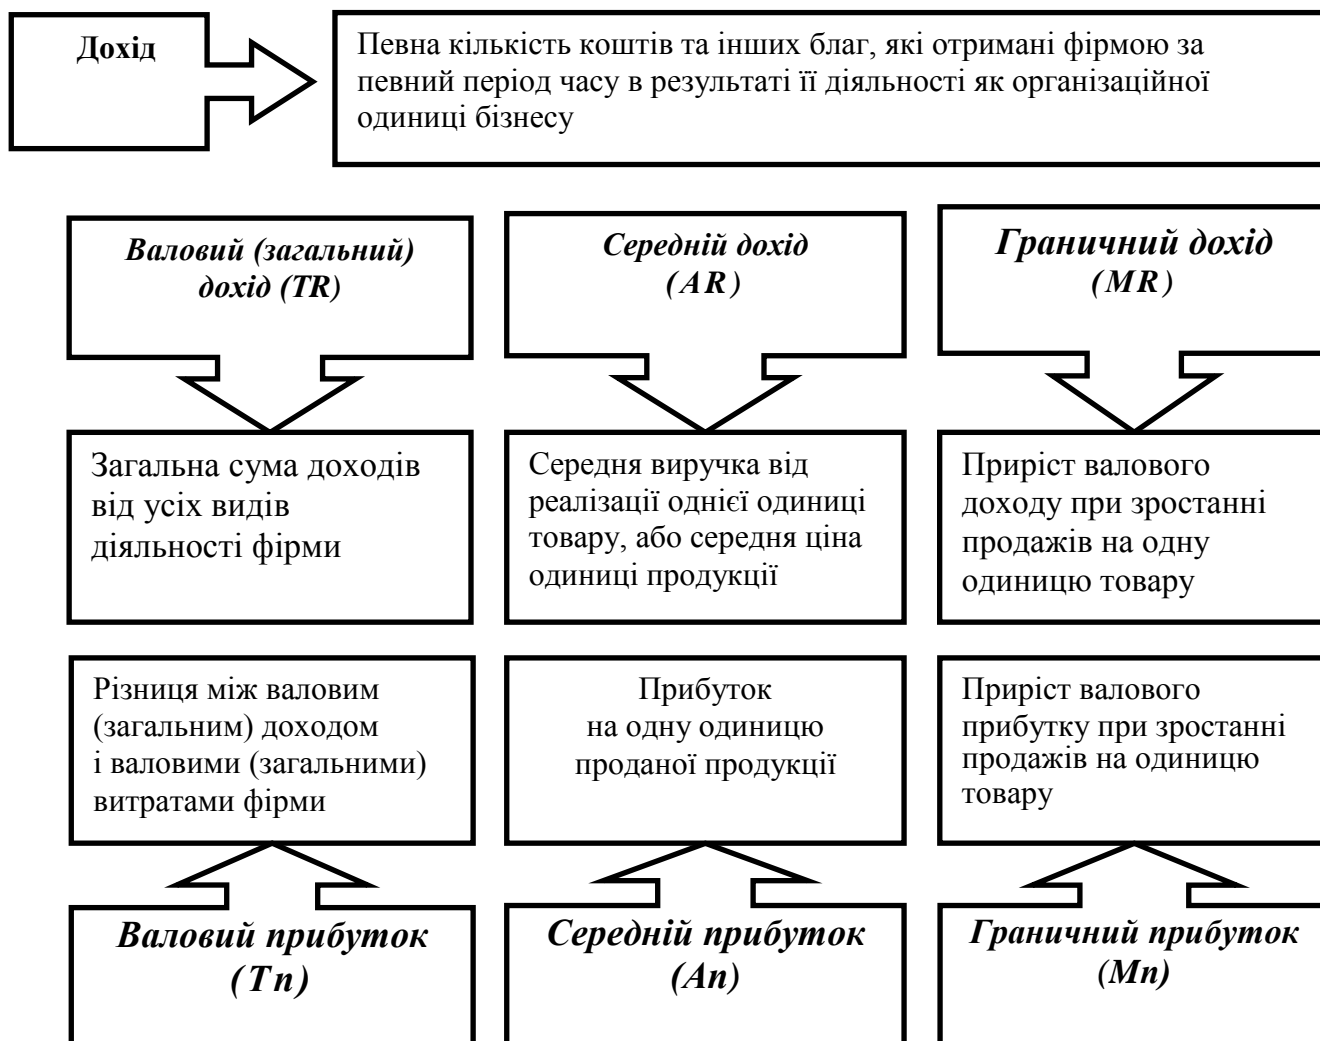 Дохід
Певна кількість коштів та інших благ, які отримані фірмою за
певний період часу в результаті її діяльності як організаційної
одиниці бізнесу
Валовий (загальний)
дохід (TR)
Середній дохід
(AR)
Граничний дохід
(MR)
Загальна сума доходів
від усіх видів
діяльності фірми
Середня виручка від
реалізації однієї одиниці
товару, або середня ціна
одиниці продукції
Приріст валового
доходу при зростанні
продажів на одну
одиницю товару
Різниця між валовим
(загальним) доходом
і валовими (загальними)
витратами фірми
Прибуток
на одну одиницю
проданої продукції
Приріст валового
прибутку при зростанні
продажів на одиницю
товару
Валовий прибуток
(Тп)
Середній прибуток
(Ап)
Граничний прибуток
(Мп)